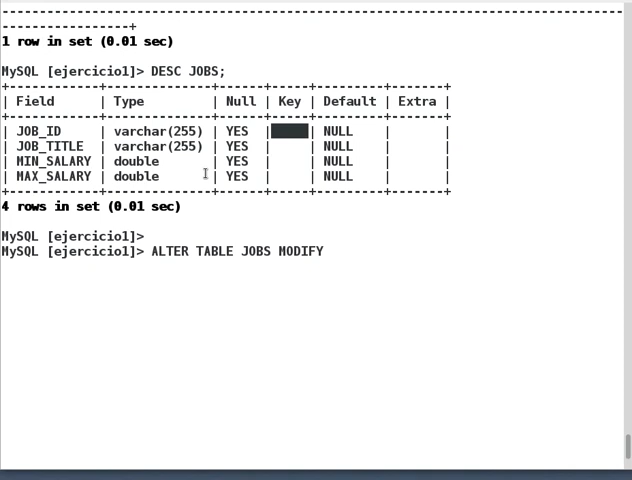 --------------------------------------------------------------------------------
-----------------+
1 row in set (0.01 sec)
MySQL [ejercicio1]> DESC JOBS;
+------------+--------------+------+-----+---------+-------+
| Field      | Type         | Null | Key | Default | Extra |
+------------+--------------+------+-----+---------+-------+
| JOB_ID     | varchar(255) | YES  |     | NULL    |       |
| JOB_TITLE  | varchar(255) | YES  |     | NULL    |       |
| MIN_SALARY | double       | YES  |     | NULL    |       |
| MAX_SALARY | double       | YES  |     | NULL    |       |
+------------+--------------+------+-----+---------+-------+
4 rows in set (0.01 sec)
MySQL [ejercicio1]>
MySQL [ejercicio1]> ALTER TABLE JOBS MODIFY